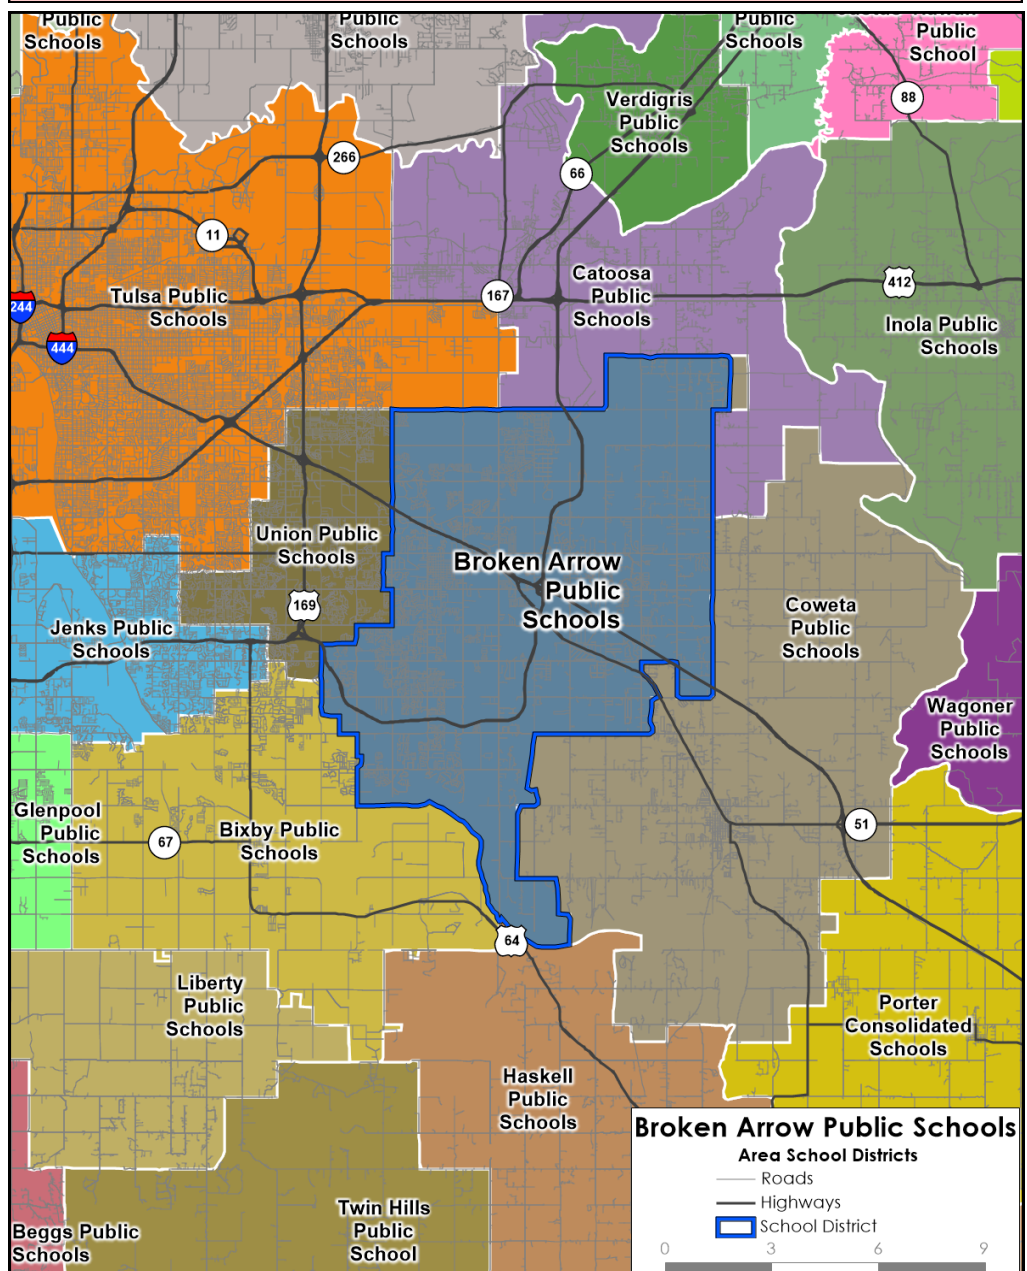 Public
Schools
Public
Schools
Public
Schools
Public
School
88
Verdigris
Public
Schools
266
66
11
Catoosa
Public
Schools
167
412
Tulsa Public
Schools
244
444
Inola Public
Schools
Union Public
Schools
Broken Arrow
Public
Schools
169
Coweta
Public
Schools
Jenks Public
Schools
Wagoner
Public
Schools
Glenpool
Public
Schools
67
Bixby Public
Schools
51
64
Liberty
Public
Schools
Porter
Consolidated
Schools
Haskell
Public
Schools
Twin Hills
Public
School
Beggs Public
Schools
Broken Arrow Public Schools
Area School Districts
Roads
Highways
School District
0 3 6 9